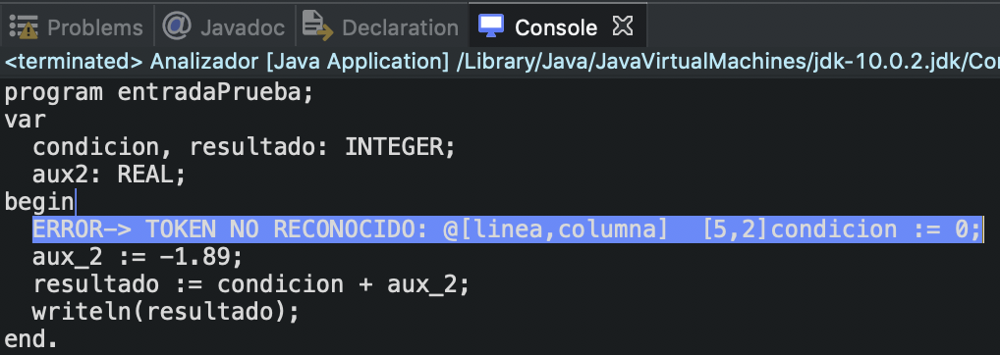 Problems @ Javadoc Declaration Console
<terminated> Analizador [Java Application] /Library/Java/JavaVirtualMachines/jdk-10.0.2.jdk/Co
program entradaPrueba;
var
  condicion, resultado: INTEGER;
  aux2: REAL;
begin
  ERROR-> TOKEN NO RECONOCIDO: @[linea,columna]  [5,2]condicion := 0;
  aux_2 := -1.89;
  resultado := condicion + aux_2;
  writeln(resultado);
end.